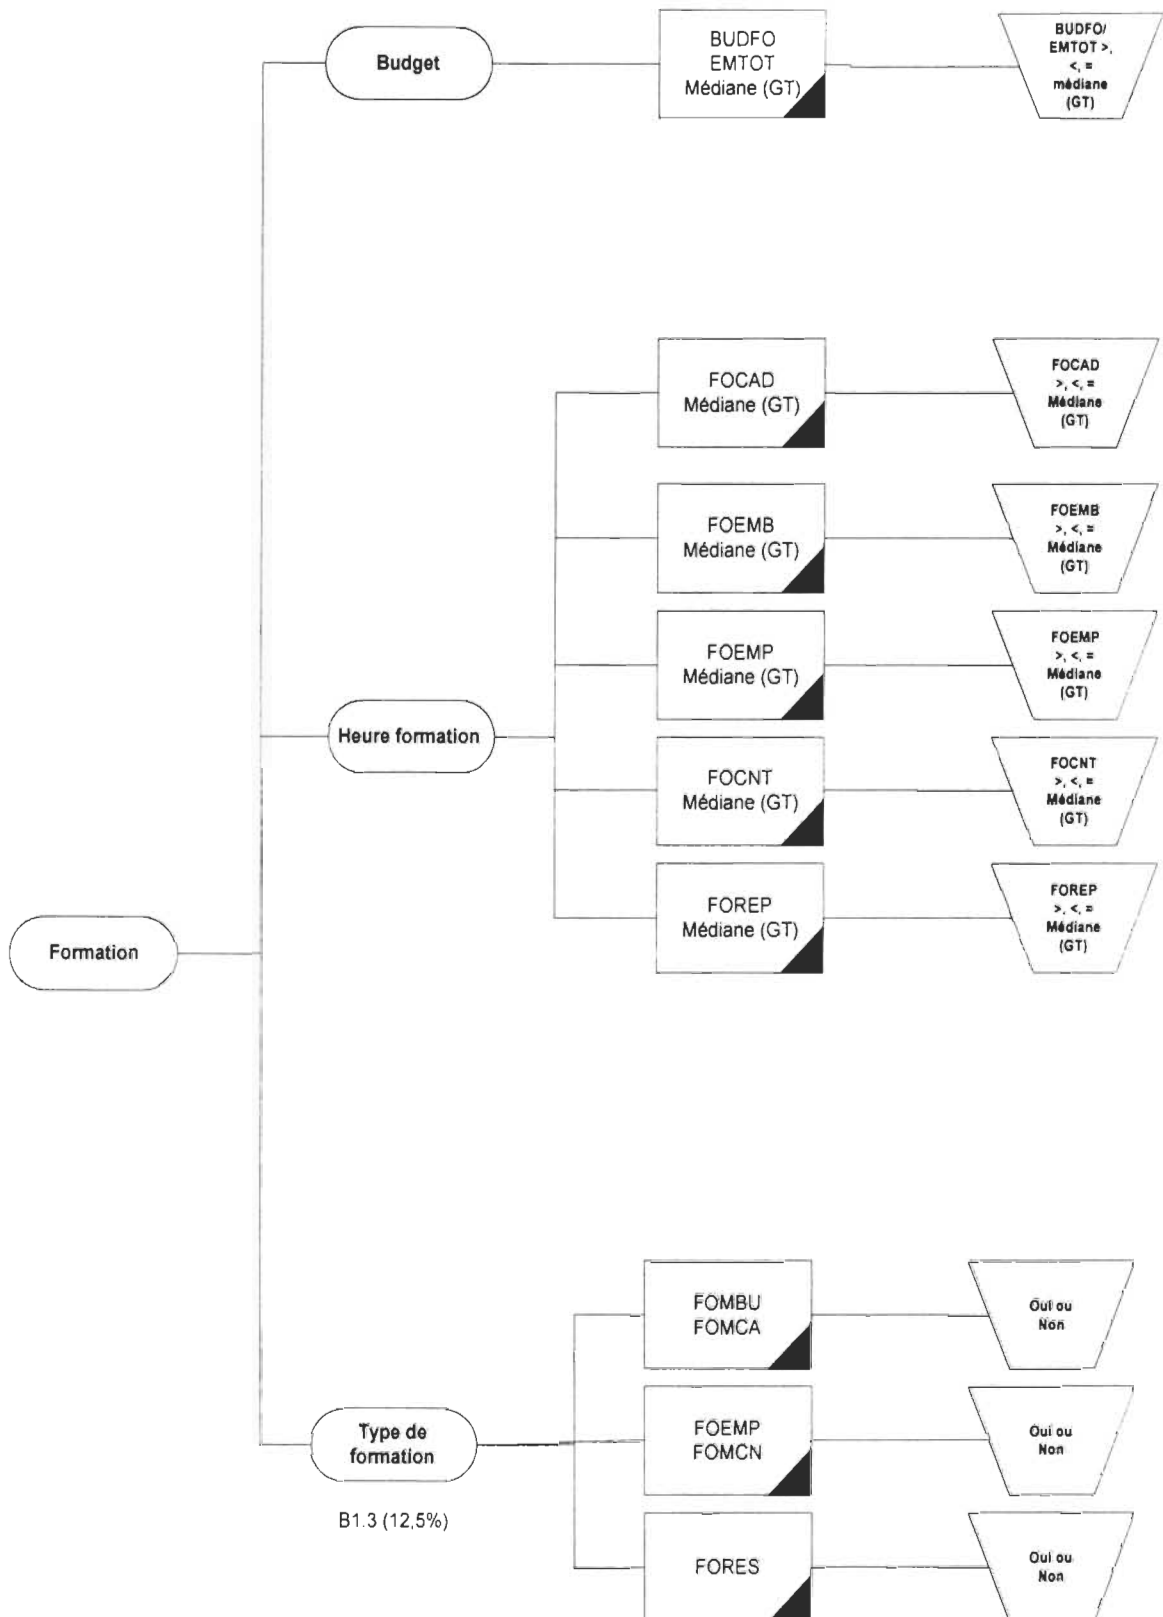 Budget
BUDFO
EMTOT
Médiane (GT)
BUDFO/
EMTOT >,
<, =
médiane
(GT)
FOCAD
Médiane (GT)
FOCAD
>, <, =
Médiane
(GT)
FOEMB
Médiane (GT)
FOEMB
>, <, =
Médiane
(GT)
FOEMP
Médiane (GT)
FOEMP
>, <, =
Médiane
(GT)
Heure formation
FOCNT
Médiane (GT)
FOCNT
>, <, =
Médiane
(GT)
FOREP
Médiane (GT)
FOREP
>, <, =
Médiane
(GT)
Formation
FOMBU
FOMCA
Oui ou
Non
Type de
formation
B1.3 (12,5%)
FOEMP
FOMCN
Oui ou
Non
FORES
Oui ou
Non